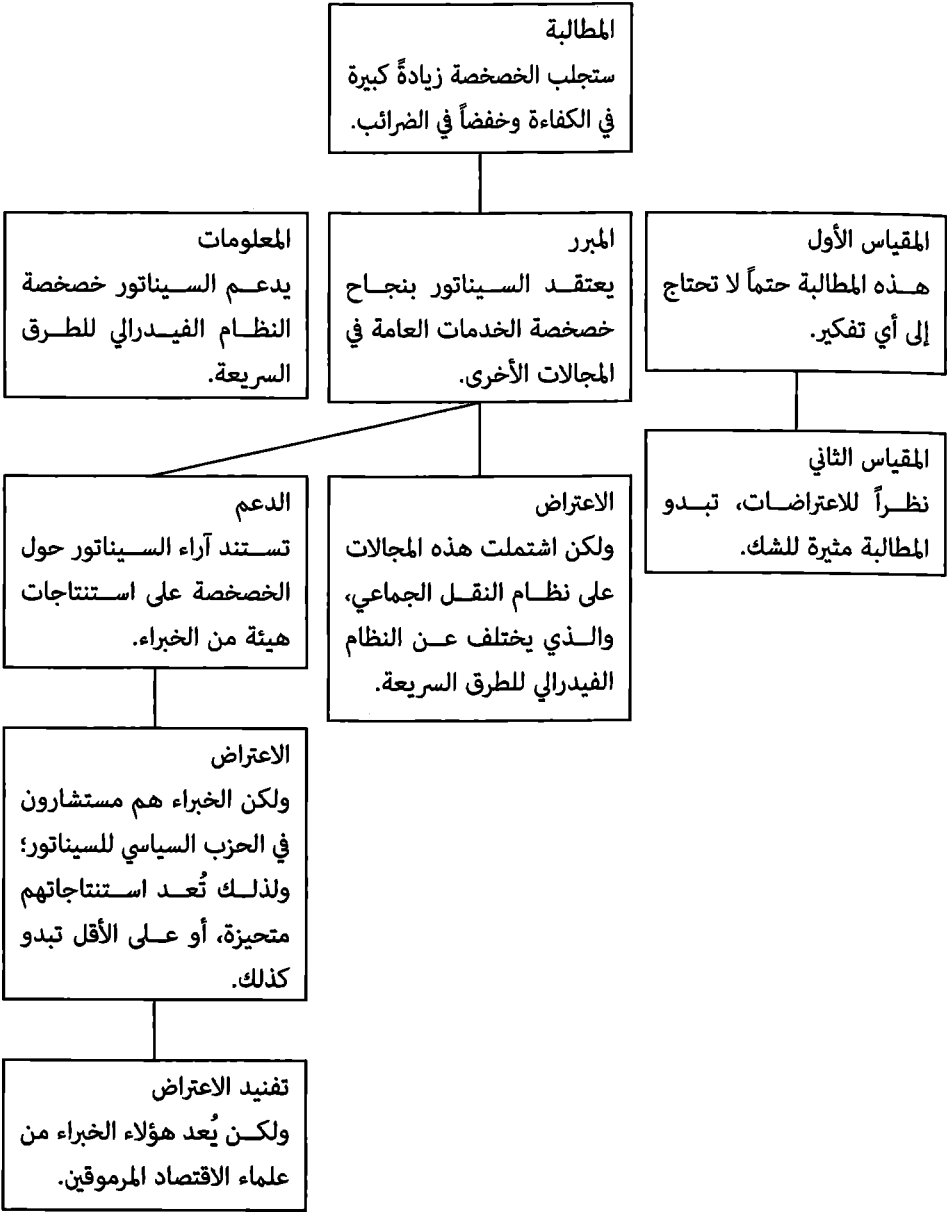 المطالبة
ستجلب الخصخصة زيادةً كبيرة
في الكفاءة وخفضاً في الضرائب.
المقياس الأول
هذه المطالبة حتماً لا تحتاج
إلى أي تفكير.
المبرر
يعتقد السيناتور بنجاح
خصخصة الخدمات العامة في
المجالات الأخرى.
المعلومات
يدعم السيناتور خصخصة
النظام الفيدرالي للطرق
السريعة.
المقياس الثاني
نظراً للاعتراضات، تبدو
المطالبة مثيرة للشك.
الاعتراض
ولكن اشتملت هذه المجالات
على نظام النقل الجماعي،
والذي يختلف عن النظام
الفيدرالي للطرق السريعة.
الدعم
تستند آراء السيناتور حول
الخصخصة على استنتاجات
هيئة من الخبراء.
الاعتراض
ولكن الخبراء هم مستشارون
في الحزب السياسي للسيناتور؛
ولذلك تُعد استنتاجاتهم
متحيزة، أو على الأقل تبدو
كذلك.
تفنيد الاعتراض
ولكن يُعد هؤلاء الخبراء من
علماء الاقتصاد المرموقين.